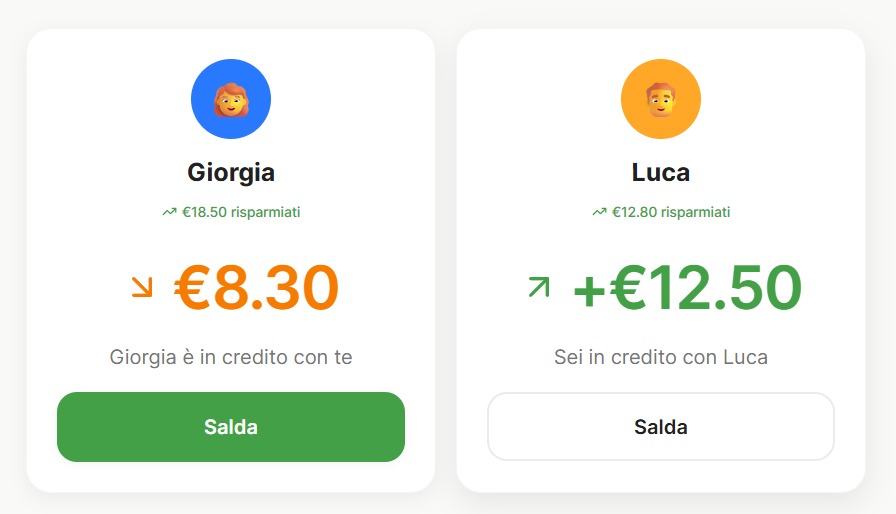 Giorgia
€18.50 risparmiati
€8.30
Giorgia è in credito con te
Salda
Luca
€12.80 risparmiati
+€12.50
Sei in credito con Luca
Salda